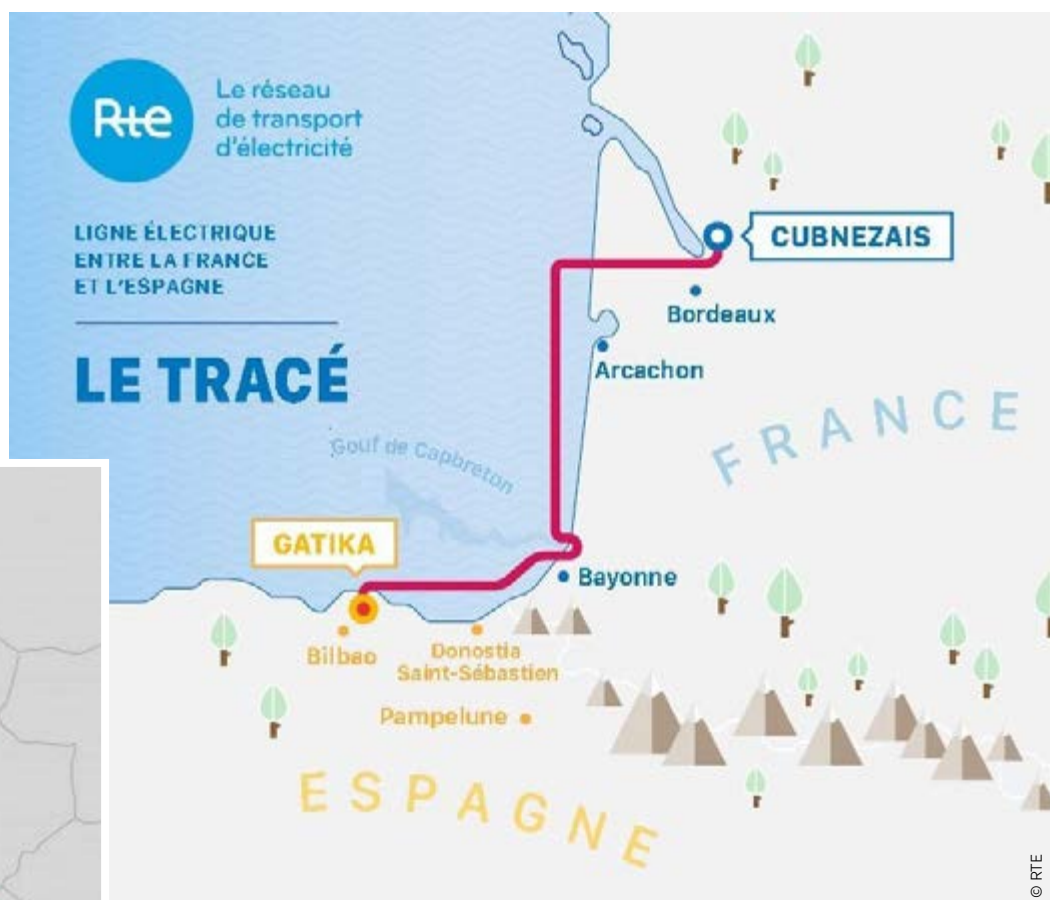 Rte
Le réseau
de transport
d'électricité
LIGNE ÉLECTRIQUE
ENTRE LA FRANCE
ET L'ESPAGNE
LE TRACÉ
CUBNEZAIS
Bordeaux
Arcachon
FRANCE
Gouf de Capbreton
GATIKA
Bayonne
Bilbao
Donostia
Saint-Sébastien
Pampelune
ESPAGNE
© RTE